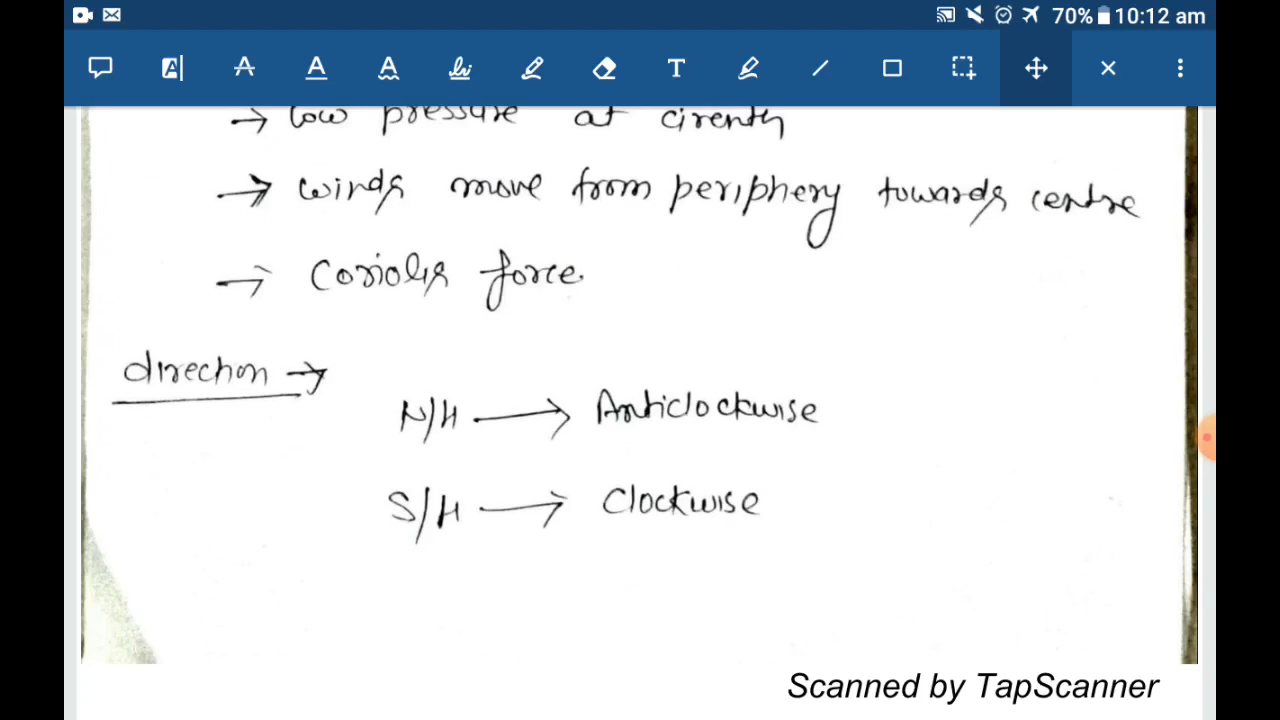 70% 10:12 am
→ low pressure at
→ winds move from periphery towards centre
→ Coriolis force.
direction →
N/H → Anticlockwise
S/H → Clockwise
Scanned by TapScanner